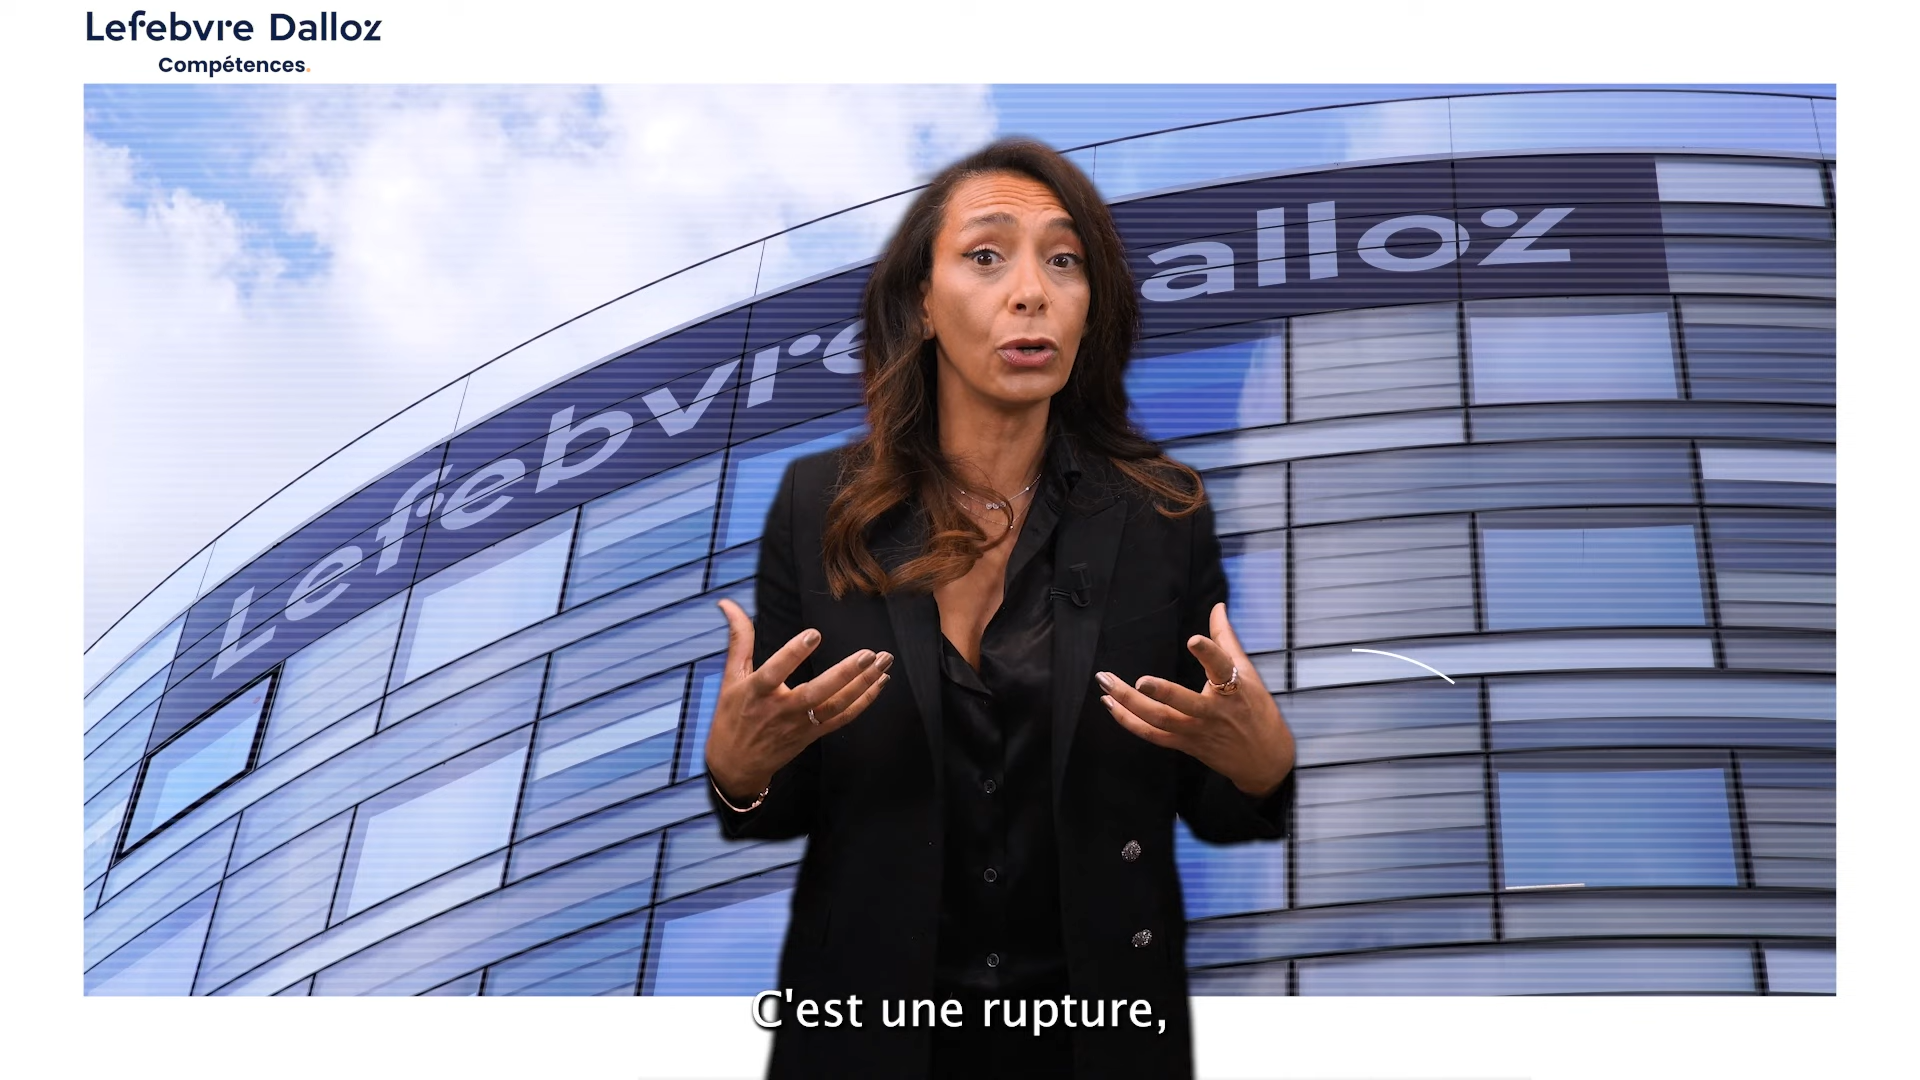 Lefebvre Dalloz
Compétences.
Lefebvre
alloz
C'est une rupture,